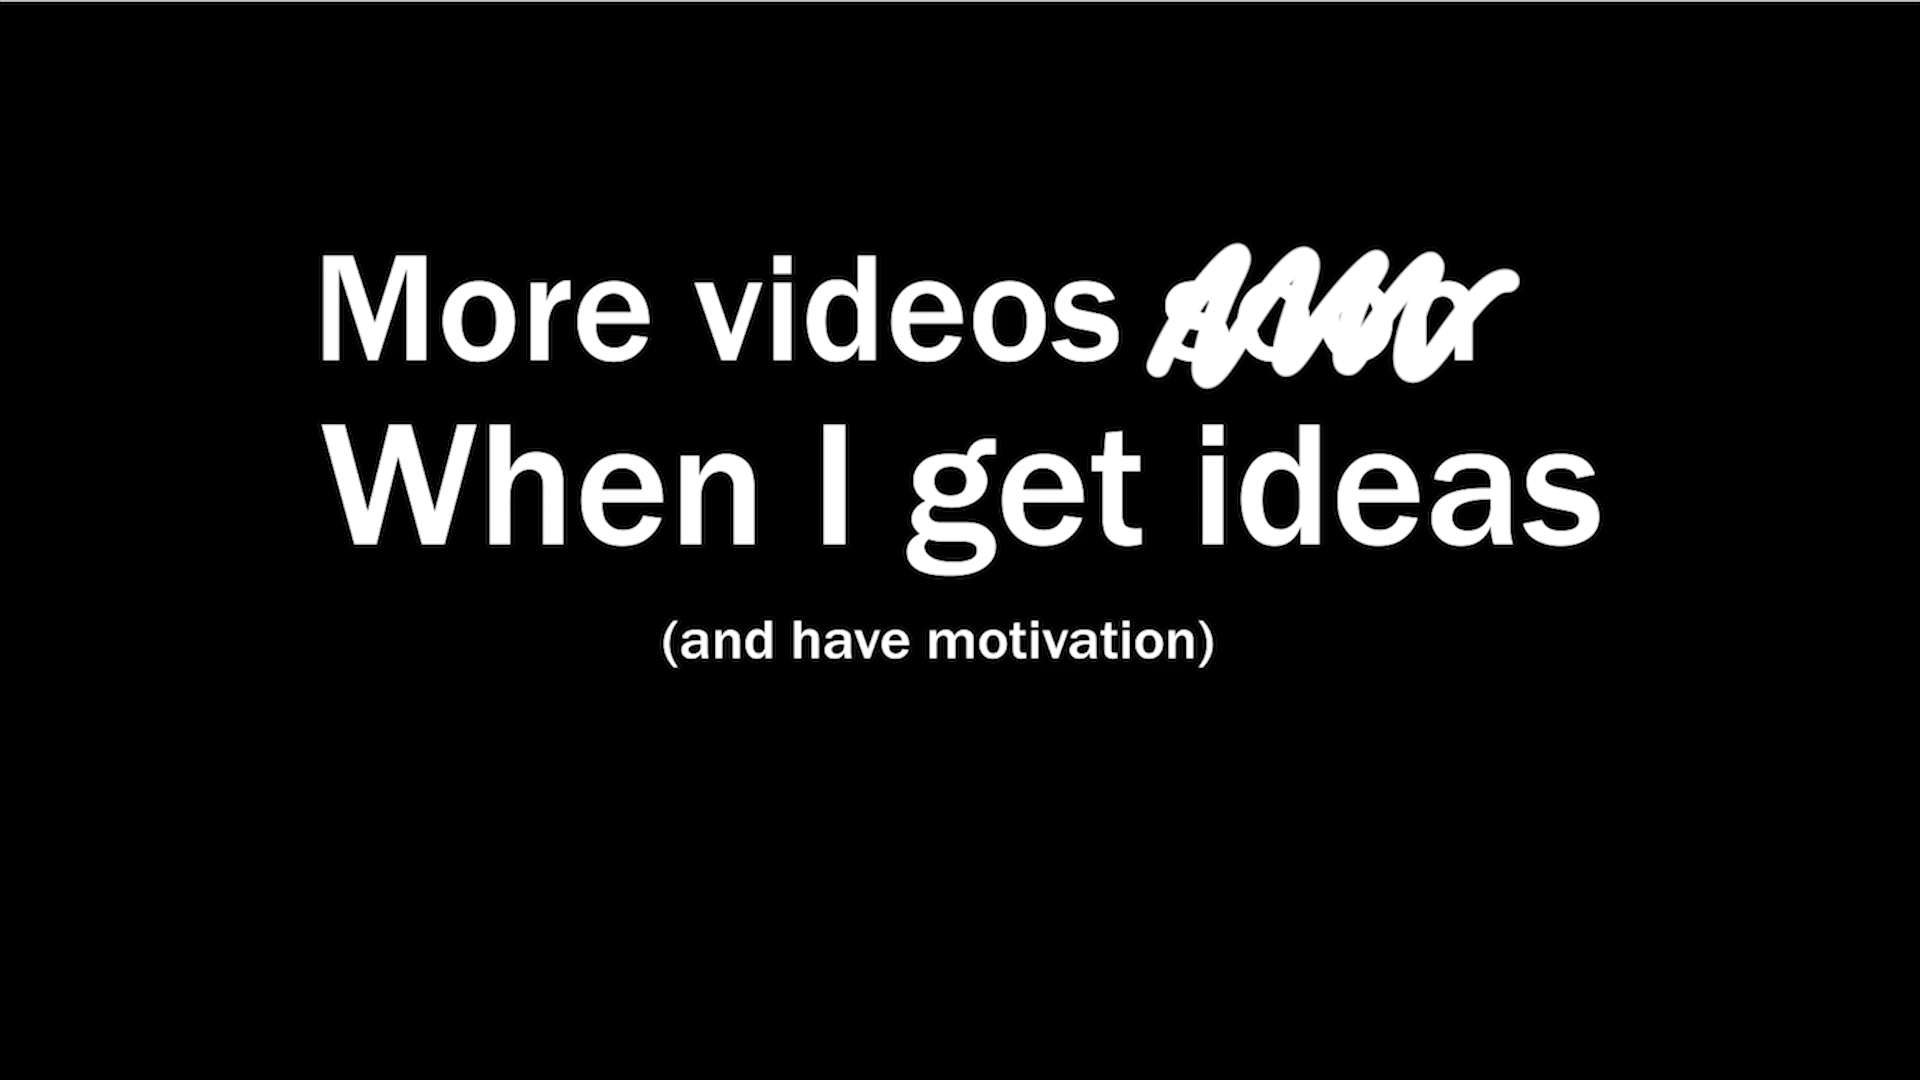 More videos
When I get ideas
(and have motivation)